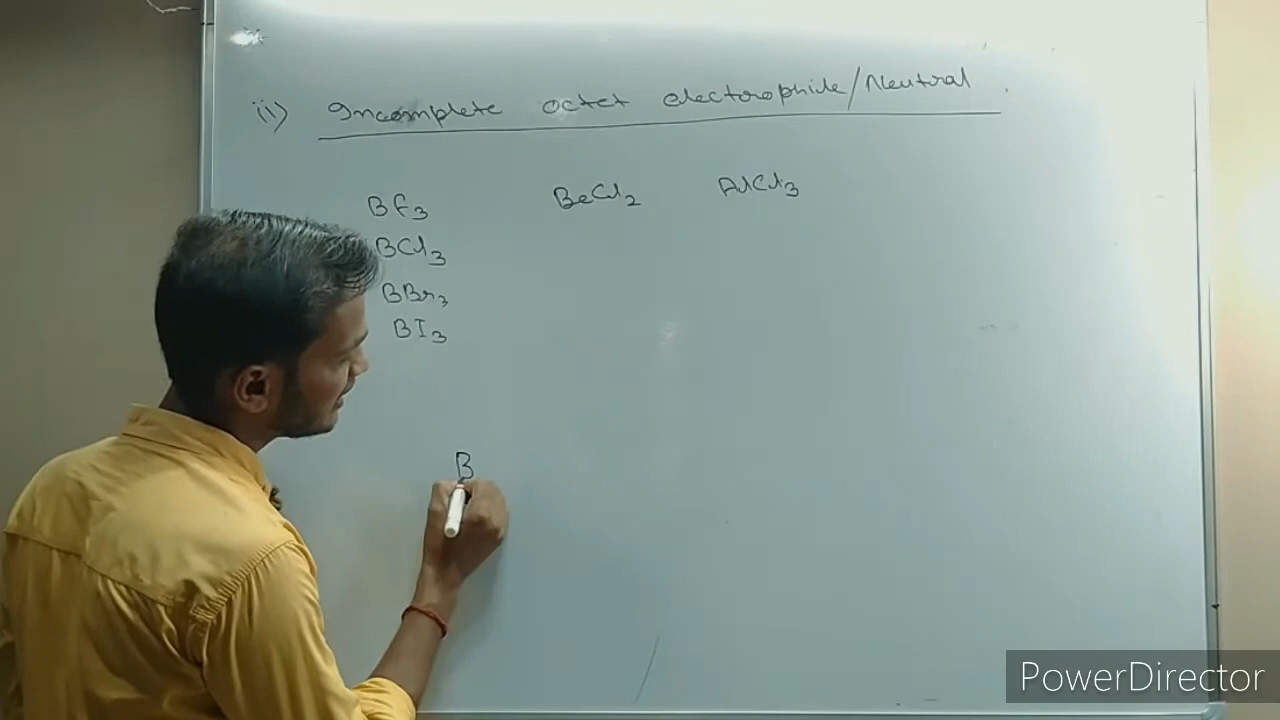 ii) Incomplete octet electrophile/Neutral
BF3 BeCl2 AlCl3
BCl3
BBr3
BI3
B
PowerDirector